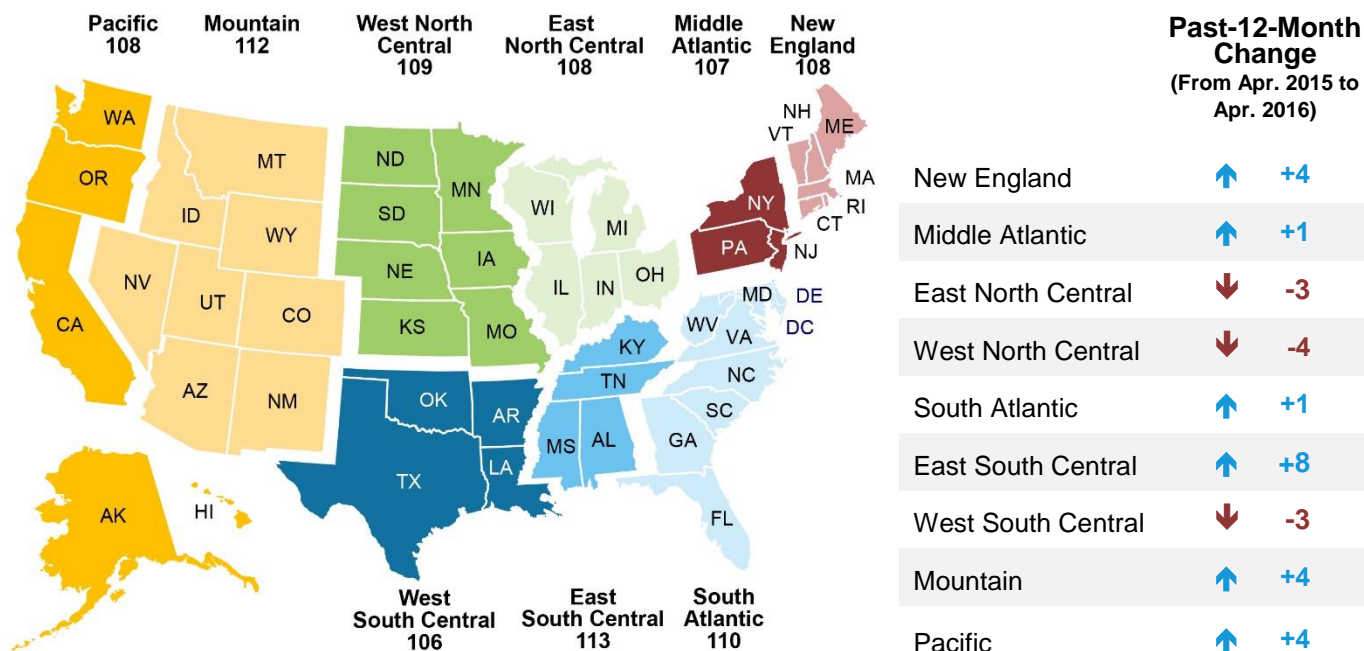 Pacific
108
Mountain
112
West North
Central
109
East
North Central
108
Middle
Atlantic
107
New
England
108
WA
OR
CA
AK
HI
MT
ID
WY
NV
UT
CO
AZ
NM
ND
SD
NE
KS
MN
IA
MO
WI
MI
IL
IN
OH
NY
PA
NJ
NH
VT
ME
MA
RI
CT
MD
DE
DC
WV
VA
NC
SC
GA
FL
KY
TN
MS
AL
OK
AR
TX
LA
West
South Central
106
East
South Central
113
South
Atlantic
110
Past-12-Month
Change
(From Apr. 2015 to
Apr. 2016)
New England +4
Middle Atlantic +1
East North Central -3
West North Central -4
South Atlantic +1
East South Central +8
West South Central -3
Mountain +4
Pacific +4